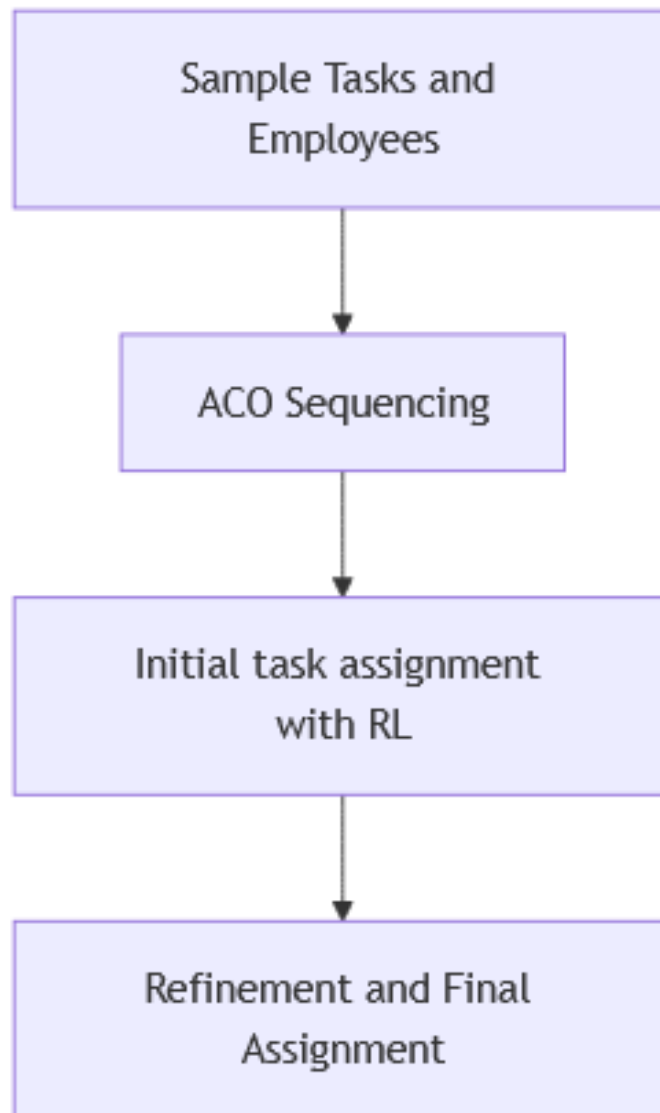 Sample Tasks and
Employees
ACO Sequencing
Initial task assignment
with RL
Refinement and Final
Assignment